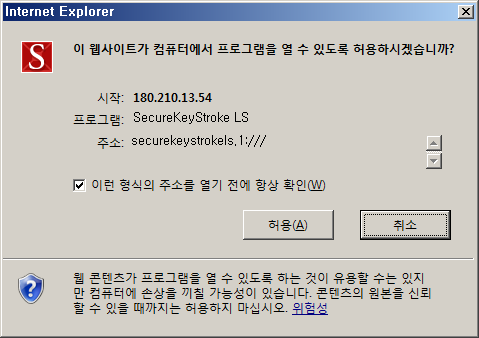 Internet Explorer
이 웹사이트가 컴퓨터에서 프로그램을 열 수 있도록 허용하시겠습니까?
S
시작: 180.210.13.54
프로그램: SecureKeyStroke LS
주소: securekeystrokels.1:///
이런 형식의 주소를 열기 전에 항상 확인(W)
허용(A) 취소
웹 콘텐츠가 프로그램을 열 수 있도록 하는 것이 유용할 수는 있지
만 컴퓨터에 손상을 끼칠 가능성이 있습니다. 콘텐츠의 원본을 신뢰
할 수 있을 때까지는 허용하지 마십시오. 위험성